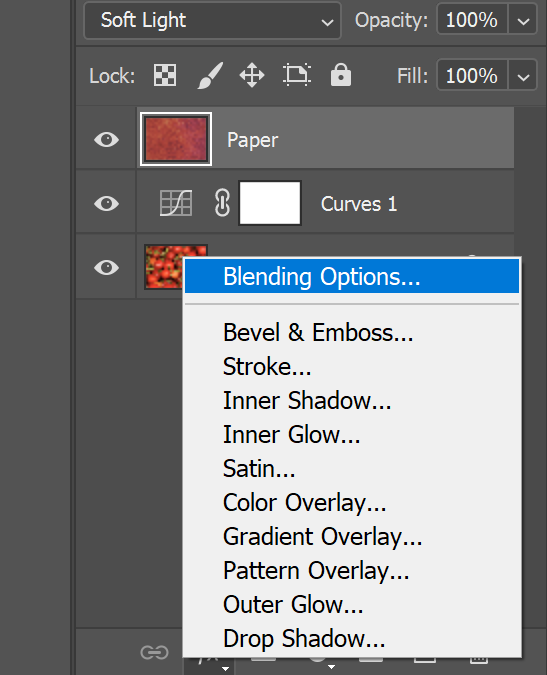 Soft Light Opacity: 100%
Lock: Fill: 100%
Paper
Curves 1
Blending Options...
Bevel & Emboss...
Stroke...
Inner Shadow...
Inner Glow...
Satin...
Color Overlay...
Gradient Overlay...
Pattern Overlay...
Outer Glow...
Drop Shadow...